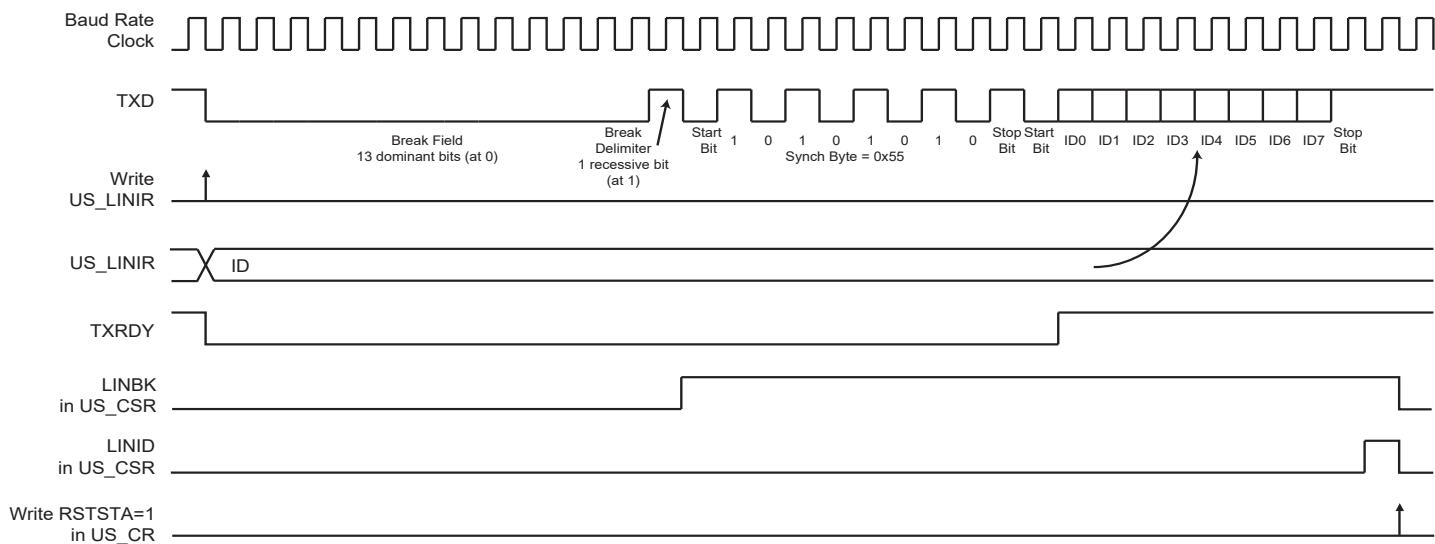 Baud Rate
Clock
TXD
Break Field
13 dominant bits (at 0)
Break
Delimiter
1 recessive bit
(at 1)
Start
Bit
1 0 1 0 1 0 1 0
Synch Byte = 0x55
Stop
Bit
Start
Bit
ID0 ID1 ID2 ID3 ID4 ID5 ID6 ID7
Stop
Bit
Write
US_LINIR
US_LINIR
ID
TXRDY
LINBK
in US_CSR
LINID
in US_CSR
Write RSTSTA=1
in US_CR